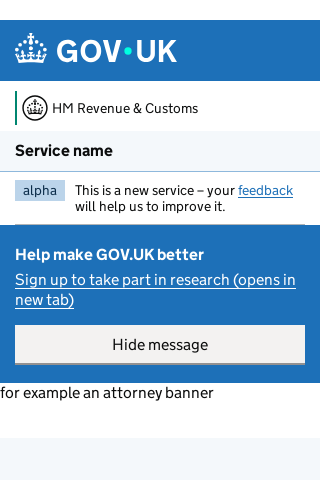 GOV•UK
HM Revenue & Customs
Service name
alpha This is a new service – your feedback
will help us to improve it.
Help make GOV.UK better
Sign up to take part in research (opens in
new tab)
Hide message
for example an attorney banner